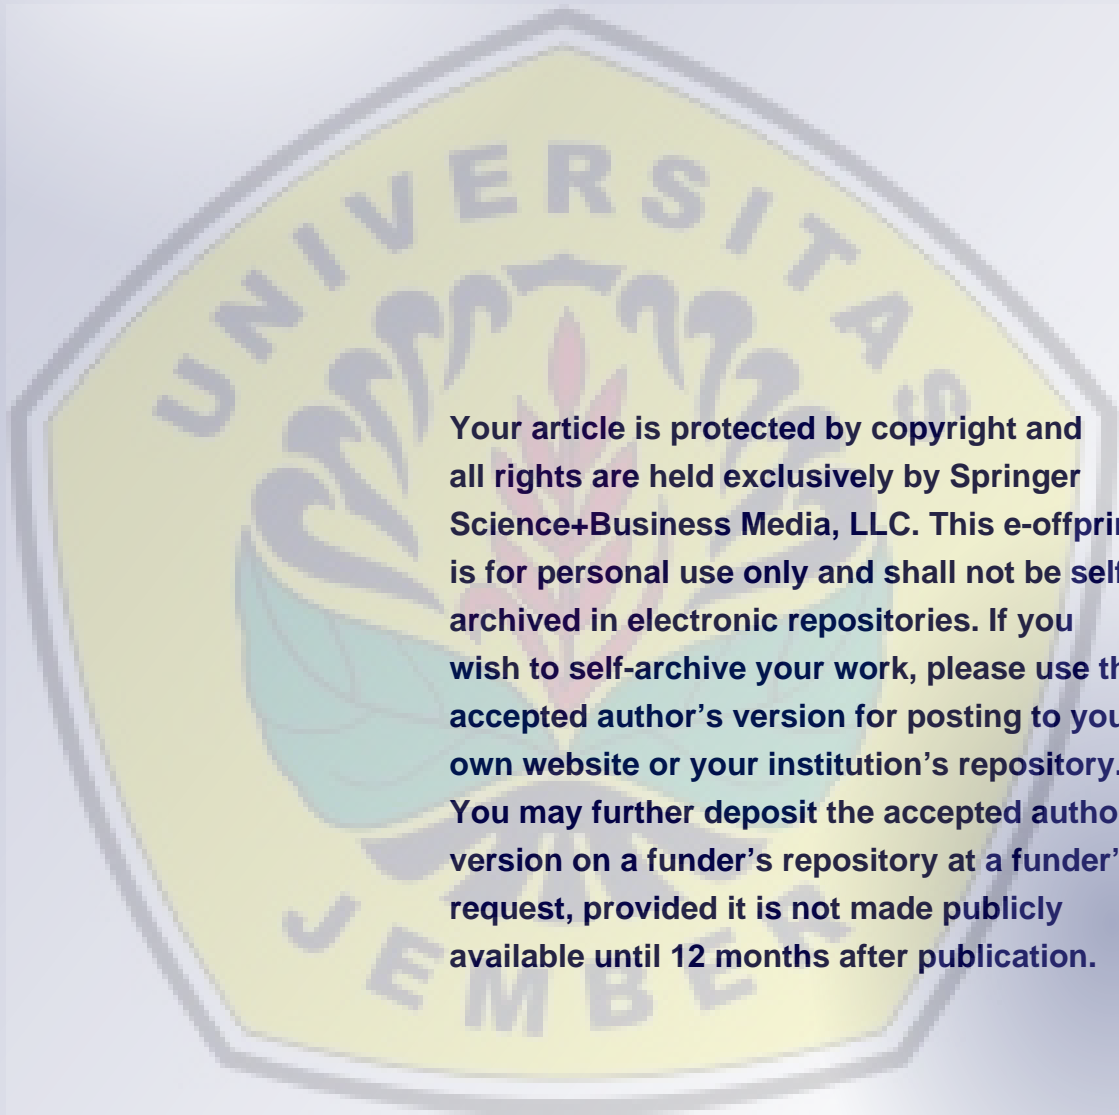 UNIVERSITAS
Your article is protected by copyright and
all rights are held exclusively by Springer
Science+Business Media, LLC. This e-offprin
is for personal use only and shall not be self
archived in electronic repositories. If you
wish to self-archive your work, please use th
accepted author’s version for posting to you
own website or your institution’s repository.
You may further deposit the accepted autho
version on a funder’s repository at a funder’
request, provided it is not made publicly
available until 12 months after publication.
JEMBER